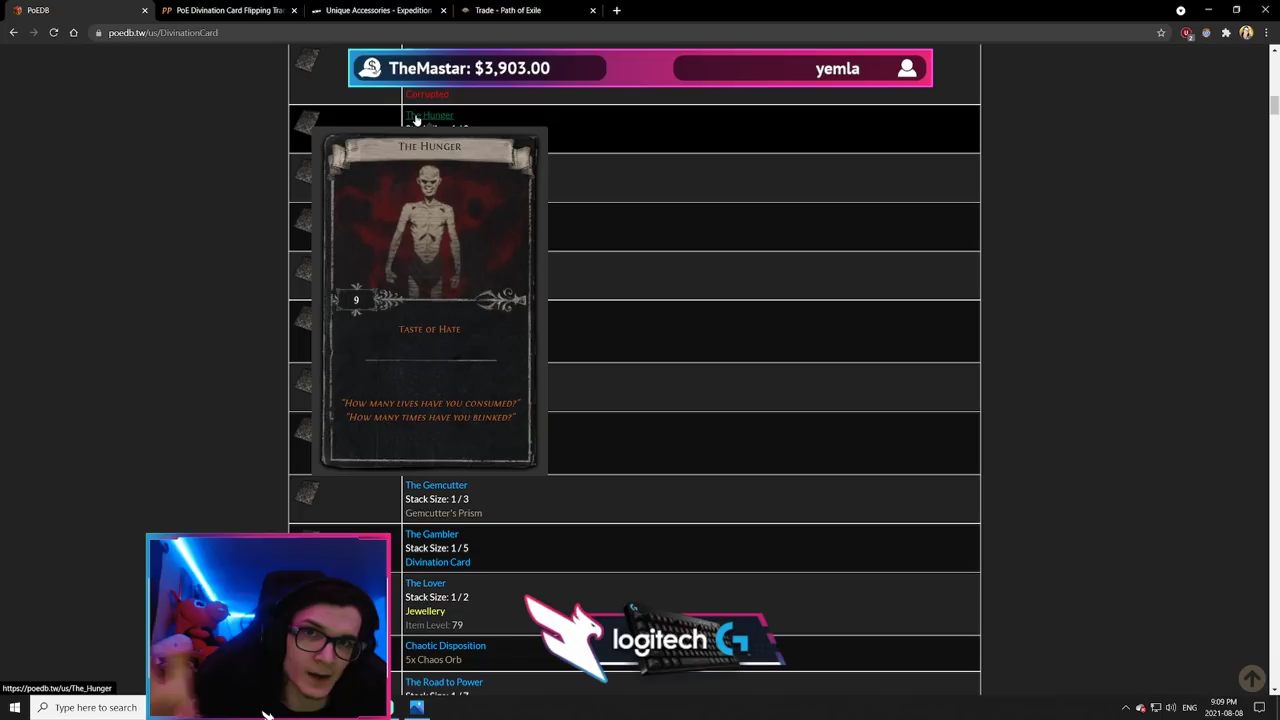 PoEDB
PoE Divination Card Flipping Trac
Unique Accessories - Expedition
Trade - Path of Exile
poedb.tw/us/DivinationCard
TheMastar: $3,903.00
yemla
Corrupted
The Hunger
The Hunger
9
Taste of Hate
"How many lives have you consumed?"
"How many times have you blinked?"
The Gemcutter
Stack Size: 1 / 3
Gemcutter's Prism
The Gambler
Stack Size: 1 / 5
Divination Card
The Lover
Stack Size: 1 / 2
Jewellery
Item Level: 79
Chaotic Disposition
5x Chaos Orb
The Road to Power
logitech G
https://poedb.tw/us/The_Hunger
Type here to search
ENG
9:09 PM
2021-08-08